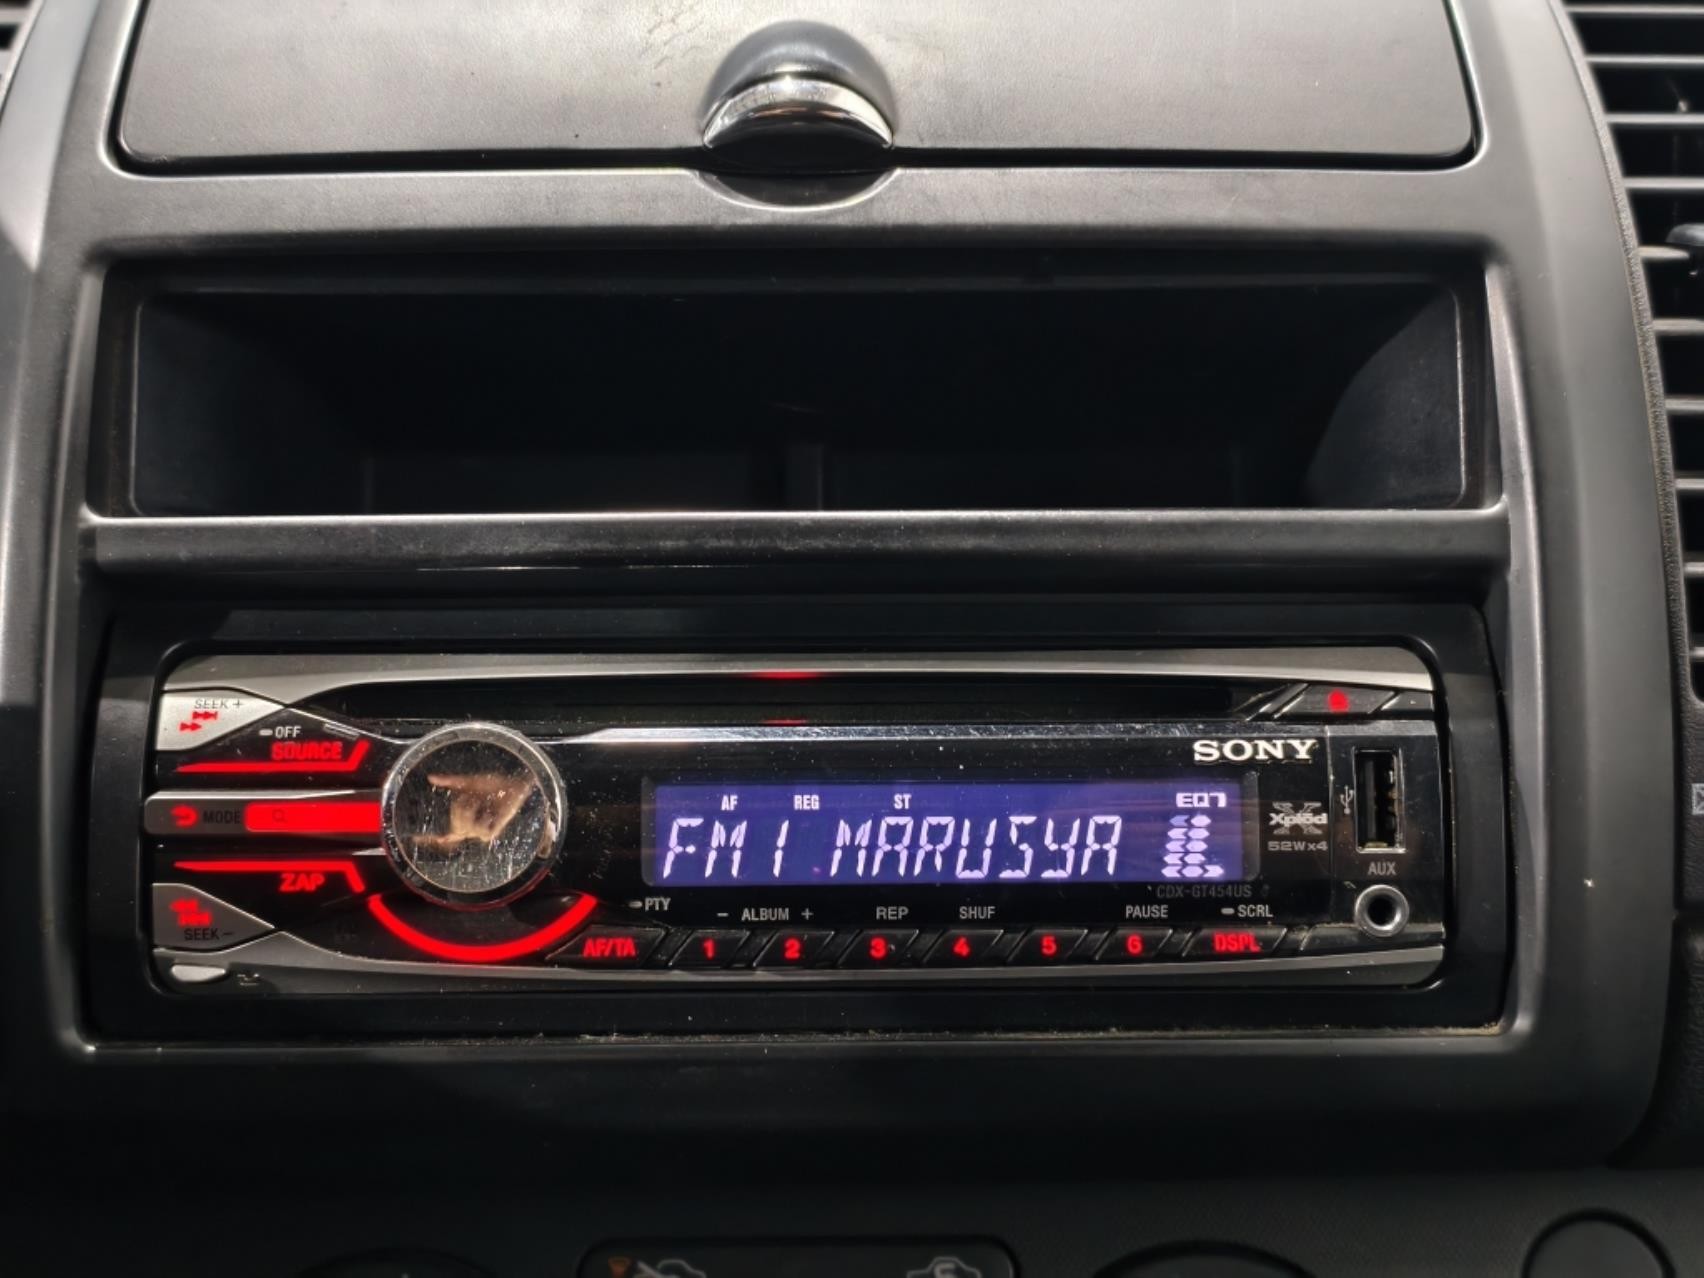 SEEK +
OFF
SOURCE
SONY
MODE
AF REG ST EQ7
FM1 MARUSYA
Xplod
52Wx4
ZAP
AUX
CDX-GT454US
PTY
- ALBUM + REP SHUF PAUSE SCRL
SEEK -
AF/TA 1 2 3 4 5 6 DSPL